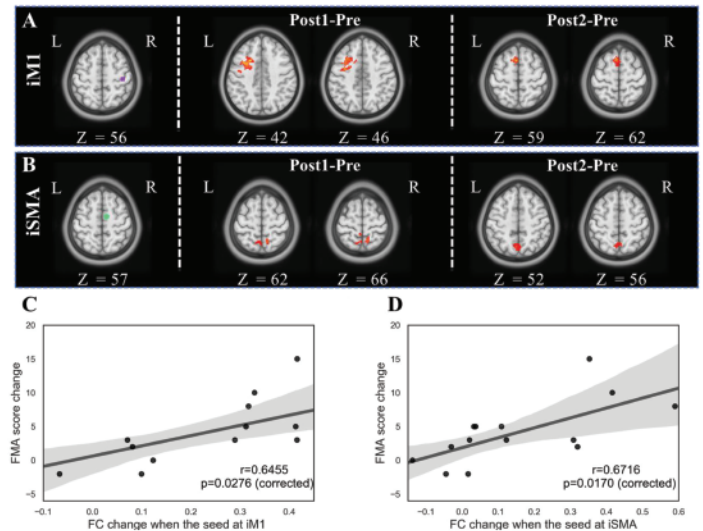 A Post1-Pre Post2-Pre
L R L R L R
iM1
Z = 56 Z = 42 Z = 46 Z = 59 Z = 62
B Post1-Pre Post2-Pre
L R L R L R
iSMA
Z = 57 Z = 62 Z = 66 Z = 52 Z = 56
C D
20 20
15 15
10 10
5 5
0 0
−5 −5
FMA score change FMA score change
r=0.6455 r=0.6716
p=0.0276 (corrected) p=0.0170 (corrected)
−0.1 0.0 0.1 0.2 0.3 0.4 −0.1 0.0 0.1 0.2 0.3 0.4 0.5 0.6
FC change when the seed at iM1 FC change when the seed at iSMA